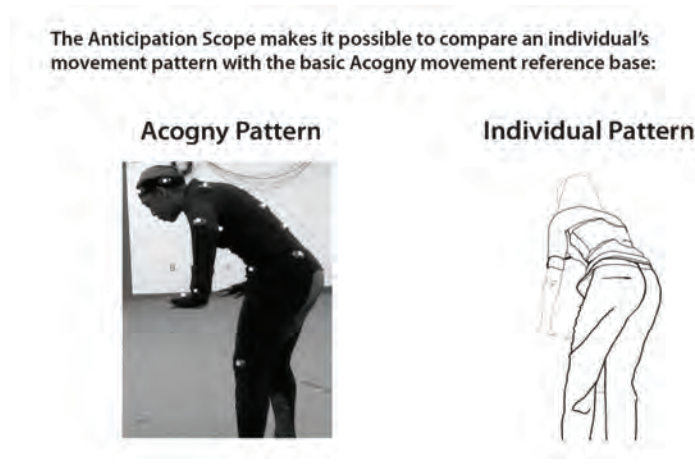 The Anticipation Scope makes it possible to compare an individual's
movement pattern with the basic Acogny movement reference base:
Acogny Pattern
Individual Pattern